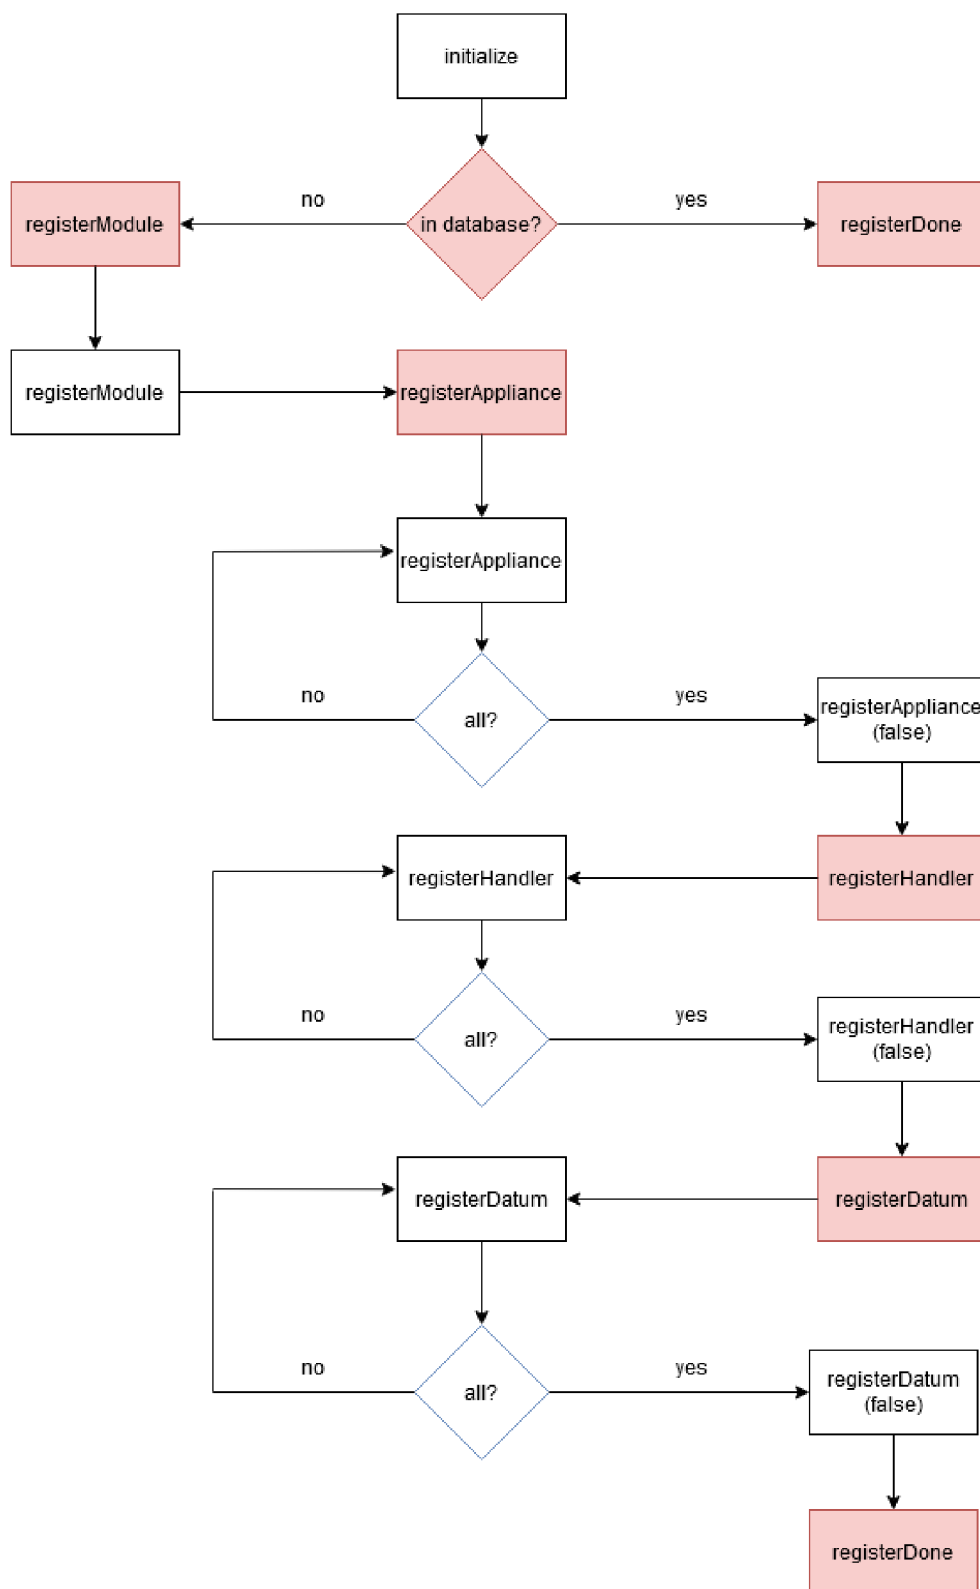 initialize
no
yes
registerModule
in database?
registerDone
registerModule
registerAppliance
registerAppliance
no
all?
yes
registerAppliance
(false)
registerHandler
registerHandler
no
all?
yes
registerHandler
(false)
registerDatum
registerDatum
no
all?
yes
registerDatum
(false)
registerDone